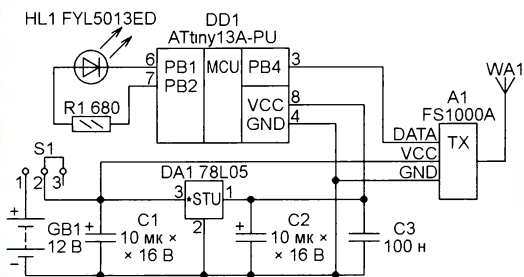 HL1 FYL5013ED
DD1
ATtiny13A-PU
WA1
6 PB1 MCU PB4 3
7 PB2
A1
FS1000A
R1 680
VCC 8
GND 4
DATA TX
VCC
GND
S1
1 2 3
DA1 78L05
3 *STU 1
2
+ GB1
12 В
–
+ C1
10 мк ×
× 16 В
+ C2
10 мк ×
× 16 В
C3
100 н